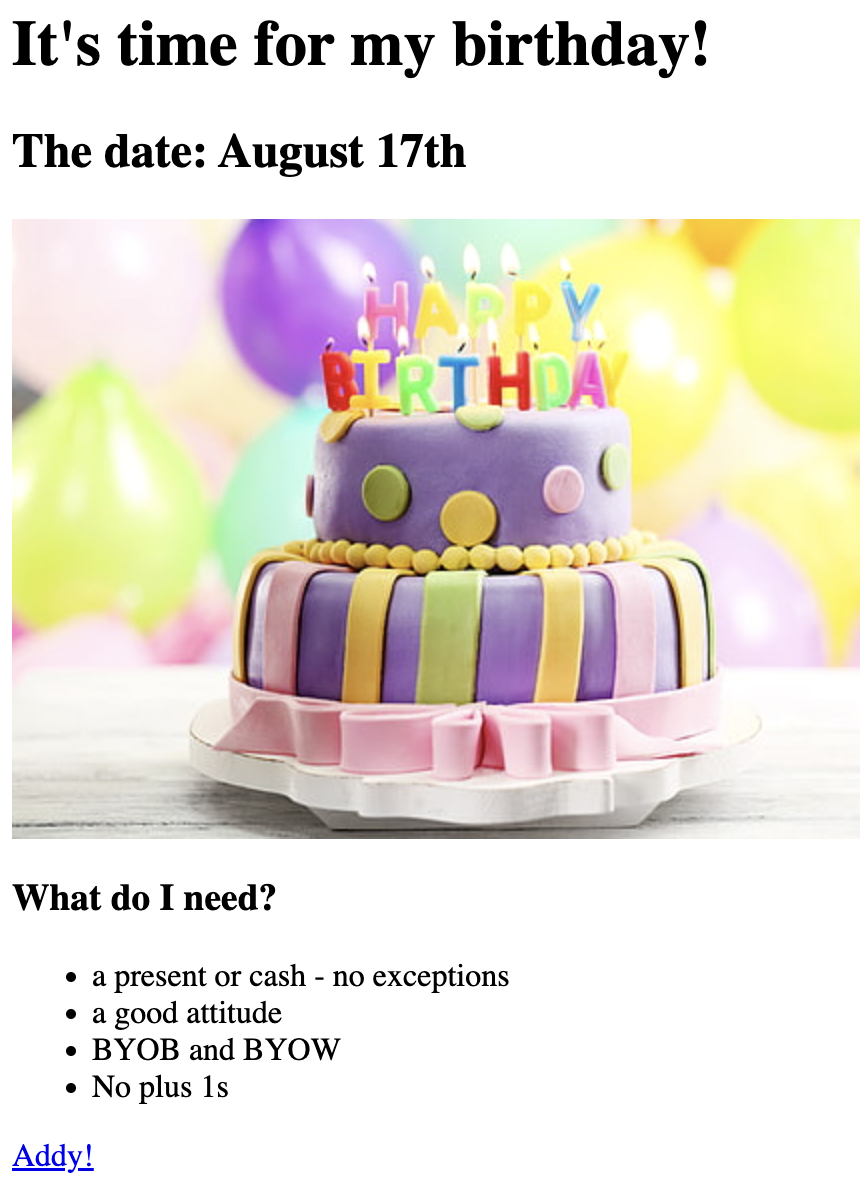 It's time for my birthday!
The date: August 17th
HAPPY
BIRTHDAY
What do I need?
a present or cash - no exceptions
a good attitude
BYOB and BYOW
No plus 1s
Addy!